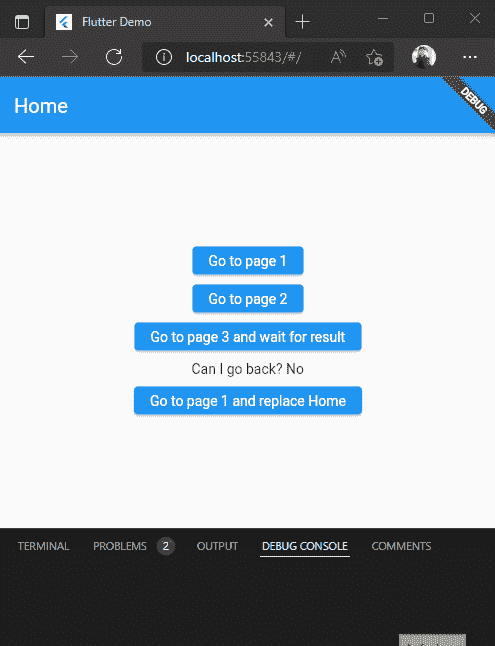 Flutter Demo
localhost:55843/#/
Home
DEBUG
Go to page 1
Go to page 2
Go to page 3 and wait for result
Can I go back? No
Go to page 1 and replace Home
TERMINAL PROBLEMS 2 OUTPUT DEBUG CONSOLE COMMENTS